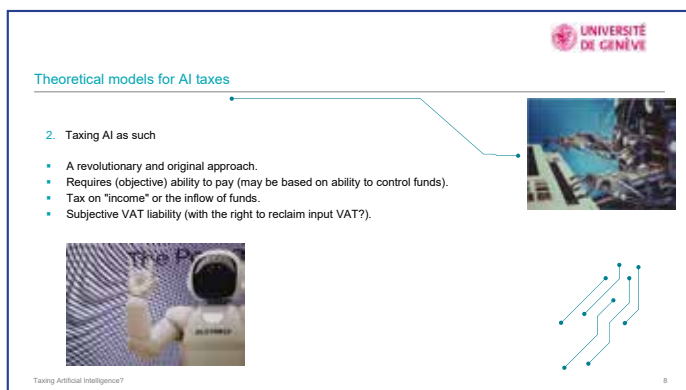 UNIVERSITÉ
DE GENÈVE
Theoretical models for AI taxes
2. Taxing AI as such
▪ A revolutionary and original approach.
▪ Requires (objective) ability to pay (may be based on ability to control funds).
▪ Tax on "income" or the inflow of funds.
▪ Subjective VAT liability (with the right to reclaim input VAT?).
The
Taxing Artificial Intelligence?
8